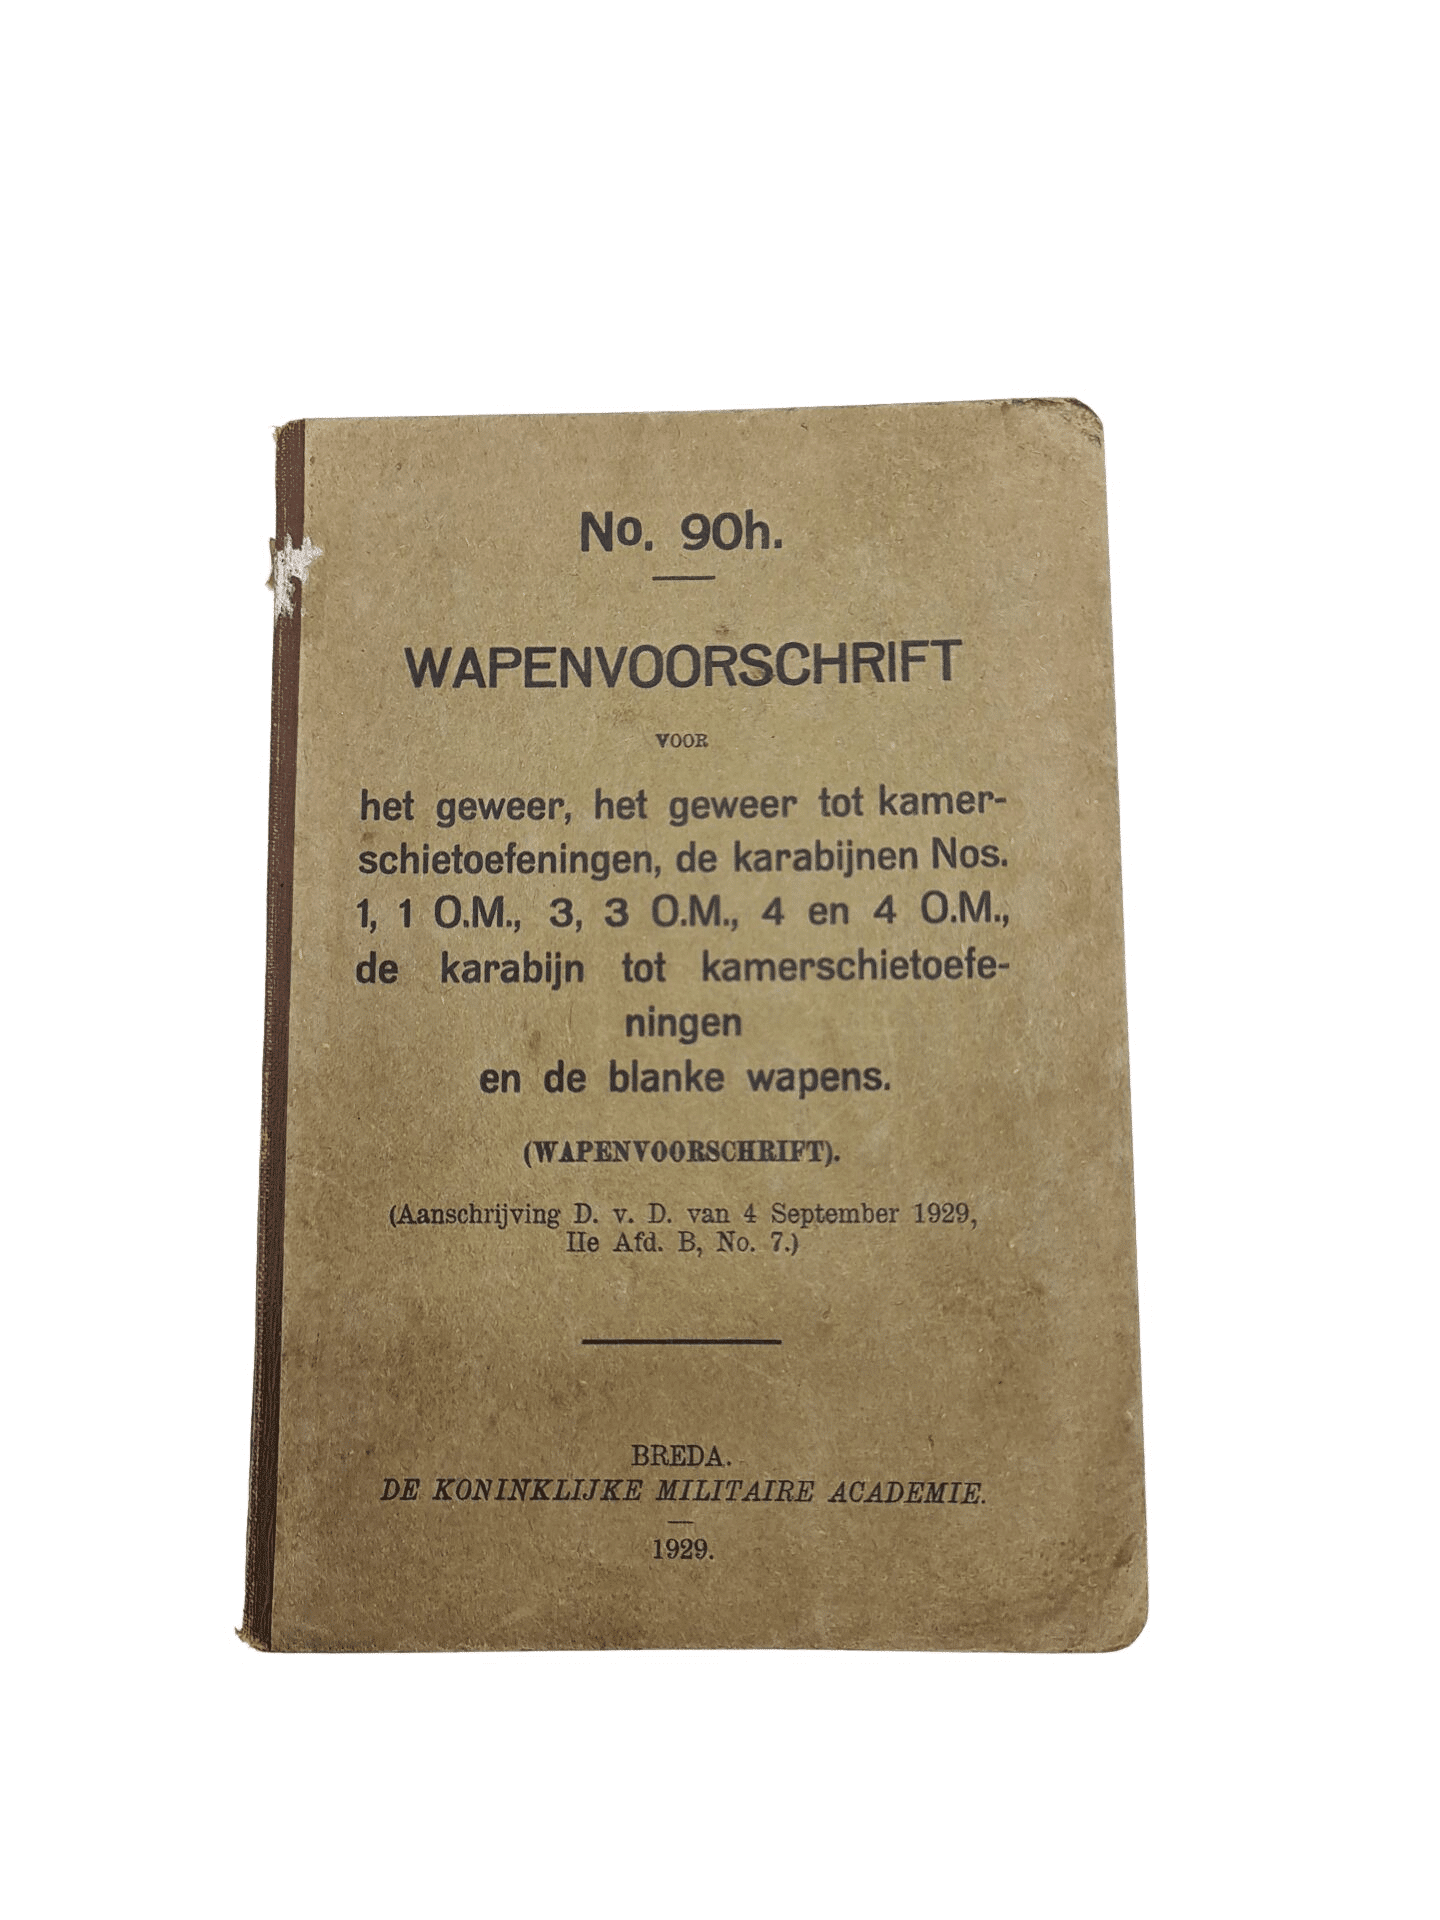 No. 90h.
WAPENVOORSCHRIFT
VOOR
het geweer, het geweer tot kamer-
schietoefeningen, de karabijnen Nos.
1, 1 O.M., 3, 3 O.M., 4 en 4 O.M.,
de karabijn tot kamerschietoefe-
ningen
en de blanke wapens.
(WAPENVOORSCHRIFT).
(Aanschrijving D. v. D. van 4 September 1929,
IIe Afd. B, No. 7.)
BREDA.
DE KONINKLIJKE MILITAIRE ACADEMIE.
1929.